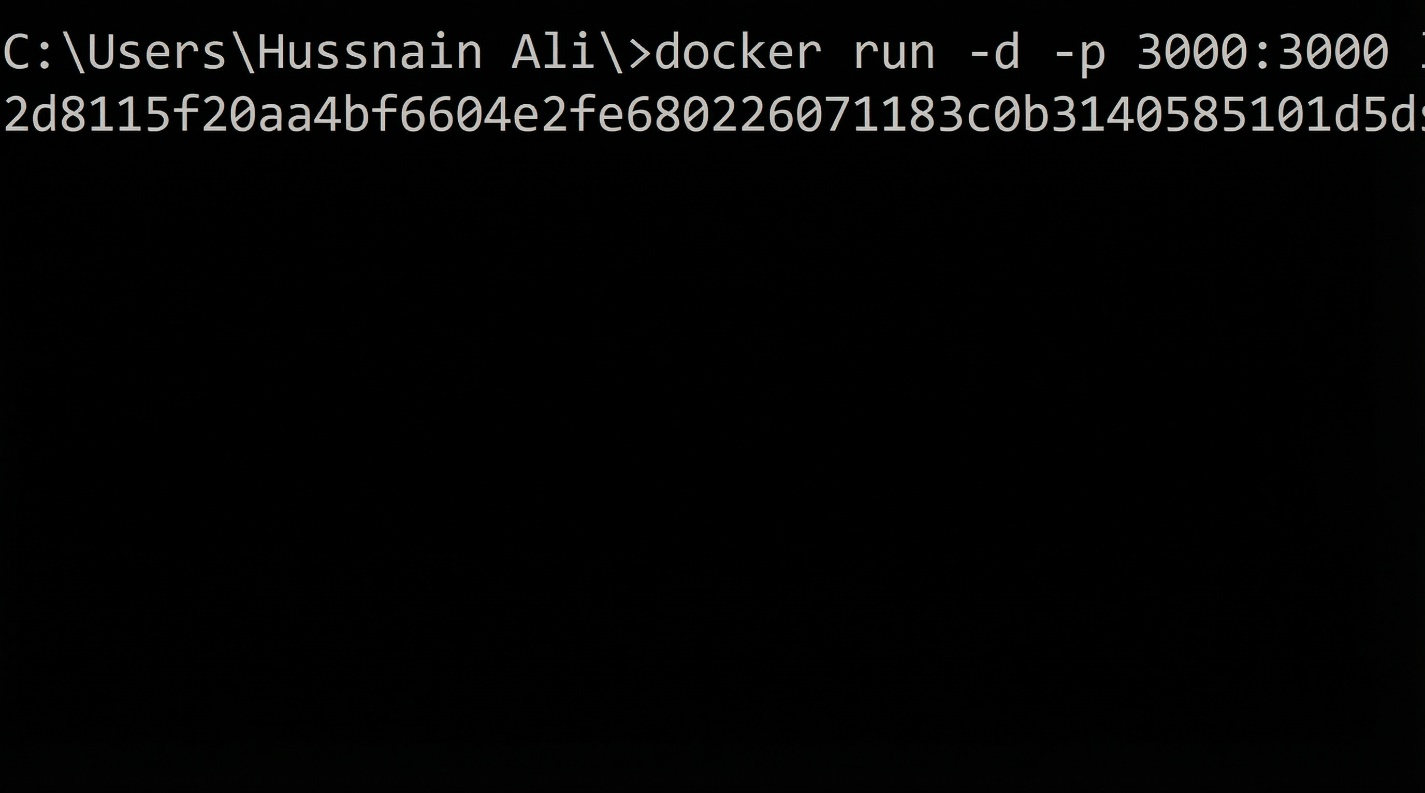 C:\Users\Hussnain Ali\>docker run -d -p 3000:3000
2d8115f20aa4bf6604e2fe680226071183c0b3140585101d5d